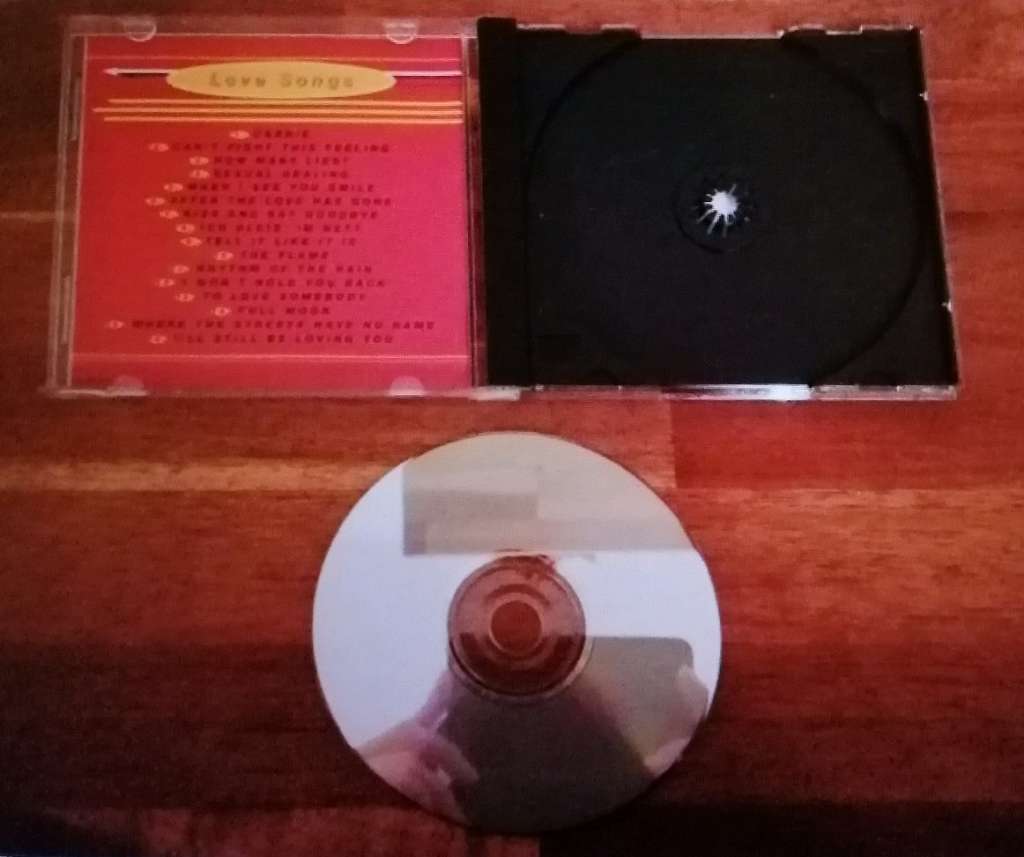 Love Songs
CARRIE
CAN'T FIGHT THIS FEELING
HOW MANY LIES?
SEXUAL HEALING
WHEN I SEE YOU SMILE
AFTER THE LOVE HAS GONE
KISS AND SAY GOODBYE
TELL IT LIKE IT IS
THE FLAME
RHYTHM OF THE RAIN
I WON'T HOLD YOU BACK
TO LOVE SOMEBODY
FULL MOON
WHERE THE STREETS HAVE NO NAME
I'LL STILL BE LOVING YOU